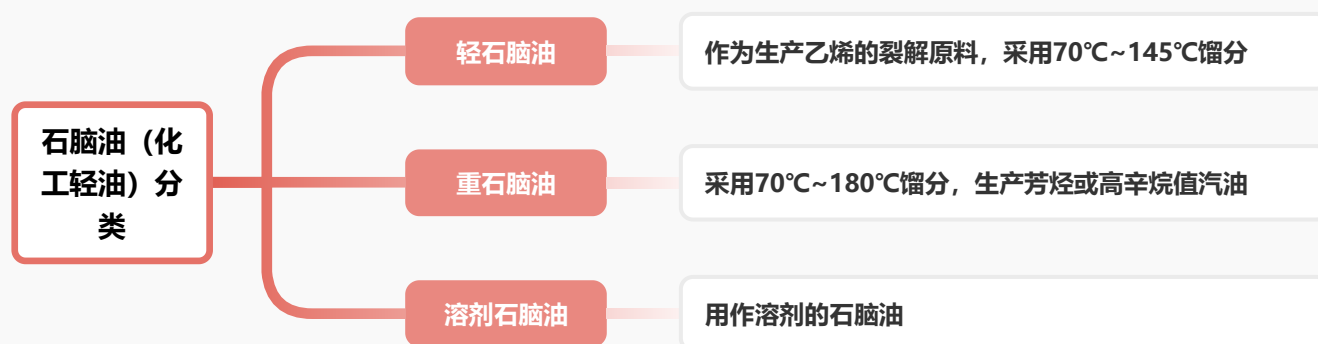 轻石脑油
作为生产乙烯的裂解原料，采用70℃~145℃馏分
石脑油（化
工轻油）分
类
重石脑油
采用70℃~180℃馏分，生产芳烃或高辛烷值汽油
溶剂石脑油
用作溶剂的石脑油